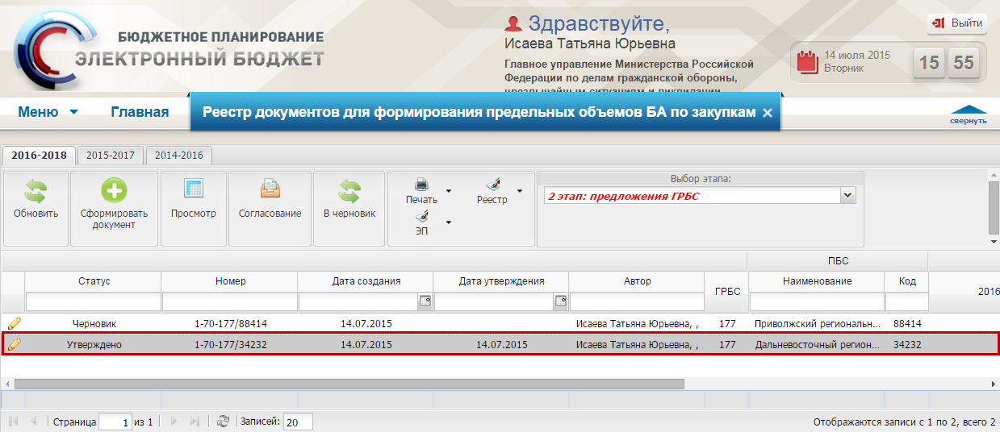 БЮДЖЕТНОЕ ПЛАНИРОВАНИЕ
ЭЛЕКТРОННЫЙ БЮДЖЕТ
Здравствуйте,
Исаева Татьяна Юрьевна
Главное управление Министерства Российской
Федерации по делам гражданской обороны,
чрезвычайным ситуациям и ликвидации
Выйти
14 июля 2015
Вторник
15 55
Меню Главная Реестр документов для формирования предельных объемов БА по закупкам
свернуть
2016-2018 2015-2017 2014-2016
Обновить
Сформировать
документ
Просмотр
Согласование
В черновик
Печать
ЭП
Реестр
Выбор этапа:
2 этап: предложения ГРБС
ПБС
Статус Номер Дата создания Дата утверждения Автор ГРБС Наименование Код 2016
Черновик 1-70-177/88414 14.07.2015 Исаева Татьяна Юрьевна, , 177 Приволжский региональн... 88414
Утверждено 1-70-177/34232 14.07.2015 14.07.2015 Исаева Татьяна Юрьевна, , 177 Дальневосточный регион... 34232
Страница 1 из 1 Записей: 20 Отображаются записи с 1 по 2, всего 2